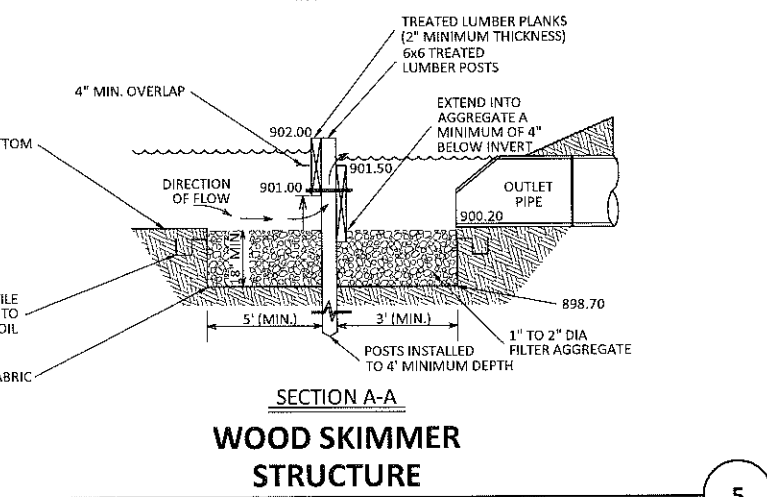 TREATED LUMBER PLANKS
(2" MINIMUM THICKNESS)
6x6 TREATED
LUMBER POSTS
4" MIN. OVERLAP
EXTEND INTO
AGGREGATE A
MINIMUM OF 4"
BELOW INVERT
902.00
TOM
901.50
DIRECTION
OF FLOW
901.00
OUTLET
PIPE
900.20
18" MIN.
TILE
TO
OIL
898.70
5' (MIN.)
3' (MIN.)
1" TO 2" DIA
FILTER AGGREGATE
POSTS INSTALLED
TO 4' MINIMUM DEPTH
ABRIC
SECTION A-A
WOOD SKIMMER
STRUCTURE
5